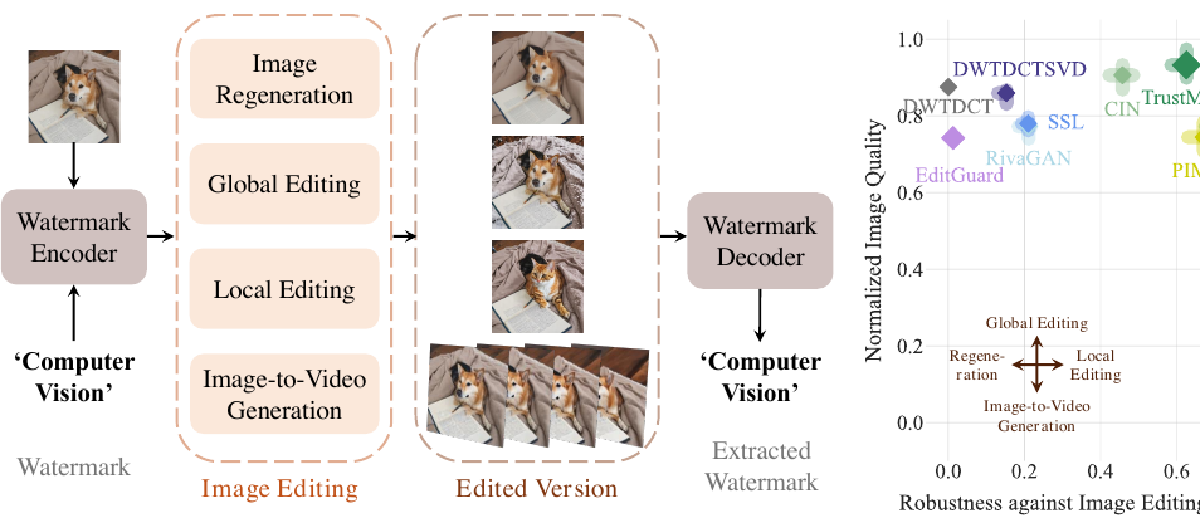 Watermark
Encoder
‘Computer
Vision’
Watermark
Image
Regeneration
Global Editing
Local Editing
Image-to-Video
Generation
Image Editing
Edited Version
Watermark
Decoder
‘Computer
Vision’
Extracted
Watermark
Normalized Image Quality
1.0
0.8
0.6
0.4
0.2
0.0
DWTDCTSVD
DWTDCT
SSL
RivaGAN
EditGuard
CIN
TrustM
PIM
Global Editing
Regene-
ration
Local
Editing
Image-to-Video
Generation
0.0
0.2
0.4
0.6
Robustness against Image Editing